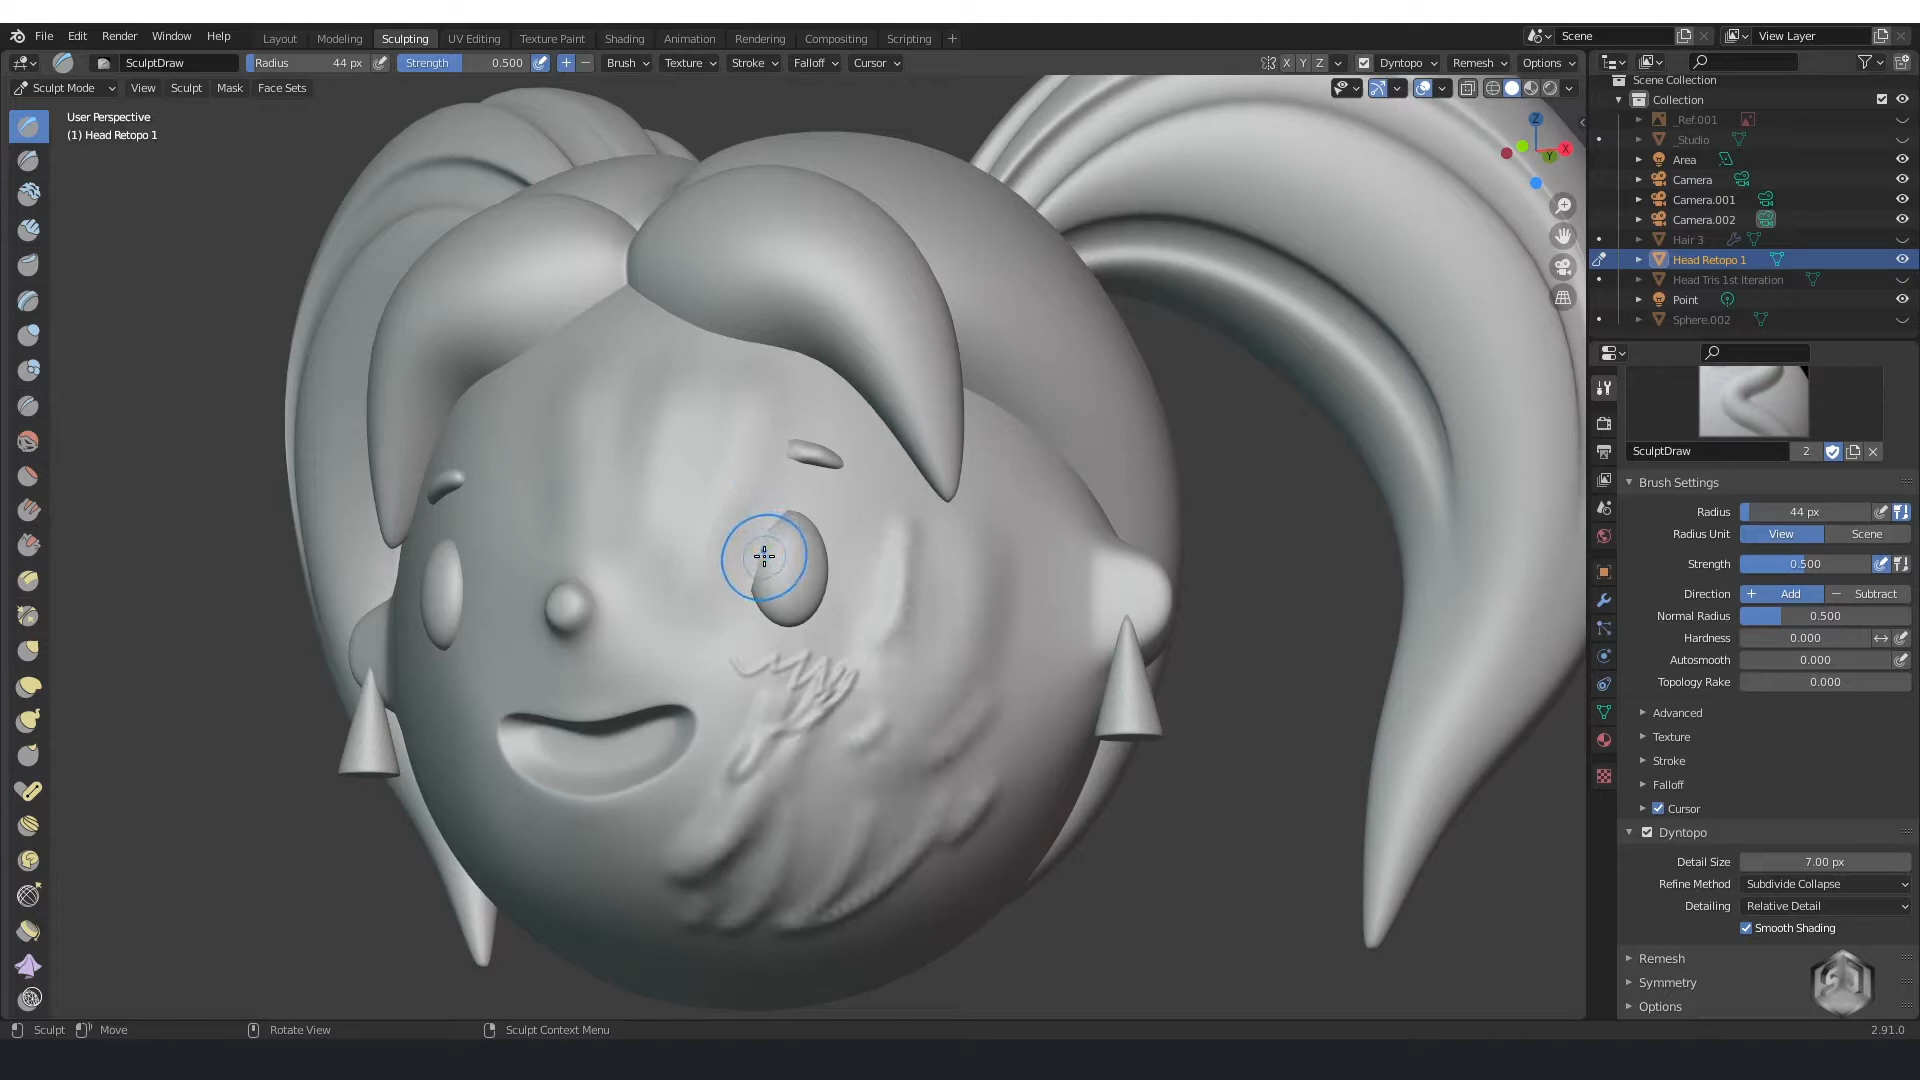 File Edit Render Window Help Layout Modeling Sculpting UV Editing Texture Paint Shading Animation Rendering Compositing Scripting + Scene View Layer
SculptDraw Radius 44 px Strength 0.500 + − Brush Texture Stroke Falloff Cursor X Y Z Dyntopo Remesh Options
Sculpt Mode View Sculpt Mask Face Sets
User Perspective
(1) Head Retopo 1
Z
X
Y
Scene Collection
Collection
_Ref.001
_Studio
Area
Camera
Camera.001
Camera.002
Hair 3
Head Retopo 1
Head Tris 1st Iteration
Point
Sphere.002
SculptDraw 2
Brush Settings
Radius 44 px
Radius Unit View Scene
Strength 0.500
Direction + Add − Subtract
Normal Radius 0.500
Hardness 0.000
Autosmooth 0.000
Topology Rake 0.000
Advanced
Texture
Stroke
Falloff
Cursor
Dyntopo
Detail Size 7.00 px
Refine Method Subdivide Collapse
Detailing Relative Detail
Smooth Shading
Remesh
Symmetry
Options
Sculpt Move Rotate View Sculpt Context Menu 2.91.0